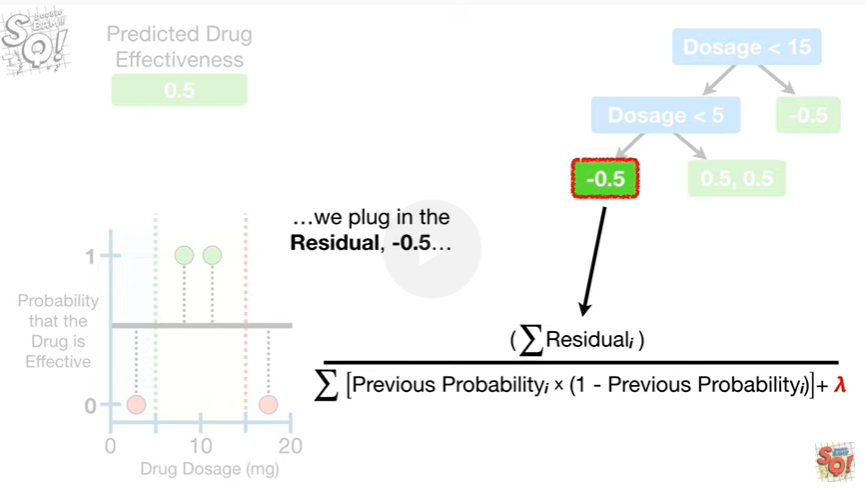 Predicted Drug
Effectiveness
0.5
Dosage < 15
Dosage < 5
-0.5
-0.5
0.5, 0.5
…we plug in the
Residual, -0.5…
1
Probability
that the
Drug is
Effective
0
0
10
20
Drug Dosage (mg)
(∑Residualᵢ)
∑ [Previous Probabilityᵢ × (1 - Previous Probabilityᵢ)]+ λ
SQ!